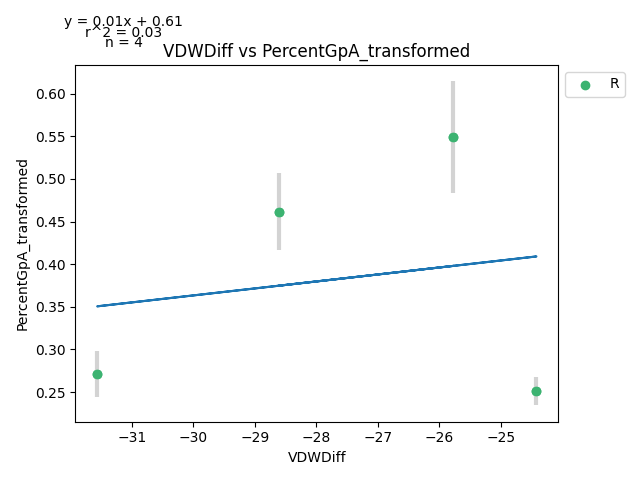 y = 0.01x + 0.61
r^2 = 0.03
n = 4
VDWDiff vs PercentGpA_transformed
R
PercentGpA_transformed
0.60
0.55
0.50
0.45
0.40
0.35
0.30
0.25
−31 −30 −29 −28 −27 −26 −25
VDWDiff